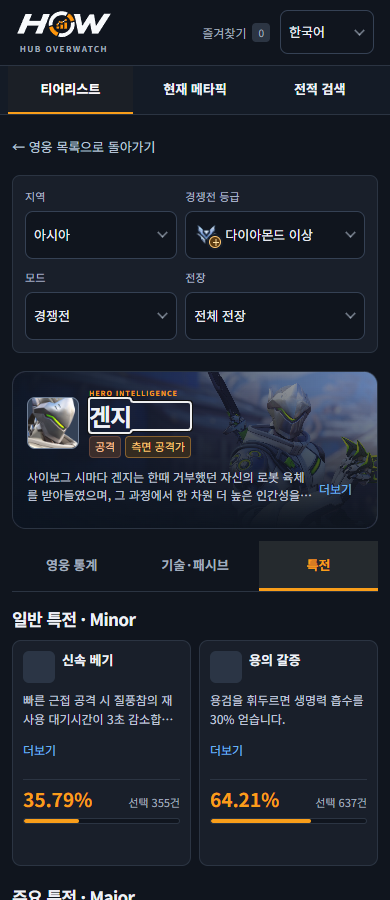 HOW
HUB OVERWATCH
즐겨찾기 0
한국어
티어리스트 현재 메타픽 전적 검색
← 영웅 목록으로 돌아가기
지역 경쟁전 등급
아시아 다이아몬드 이상
모드 전장
경쟁전 전체 전장
HERO INTELLIGENCE
겐지
공격 측면 공격가
사이보그 시마다 겐지는 한때 거부했던 자신의 로봇 육체
를 받아들였으며, 그 과정에서 한 차원 더 높은 인간성을…
더보기
영웅 통계 기술·패시브 특전
일반 특전 · Minor
신속 베기
빠른 근접 공격 시 질풍참의 재
사용 대기시간이 3초 감소합…
더보기
35.79% 선택 355건
용의 갈증
용검을 휘두르면 생명력 흡수를
30% 얻습니다.
더보기
64.21% 선택 637건
주요 특전 · Major